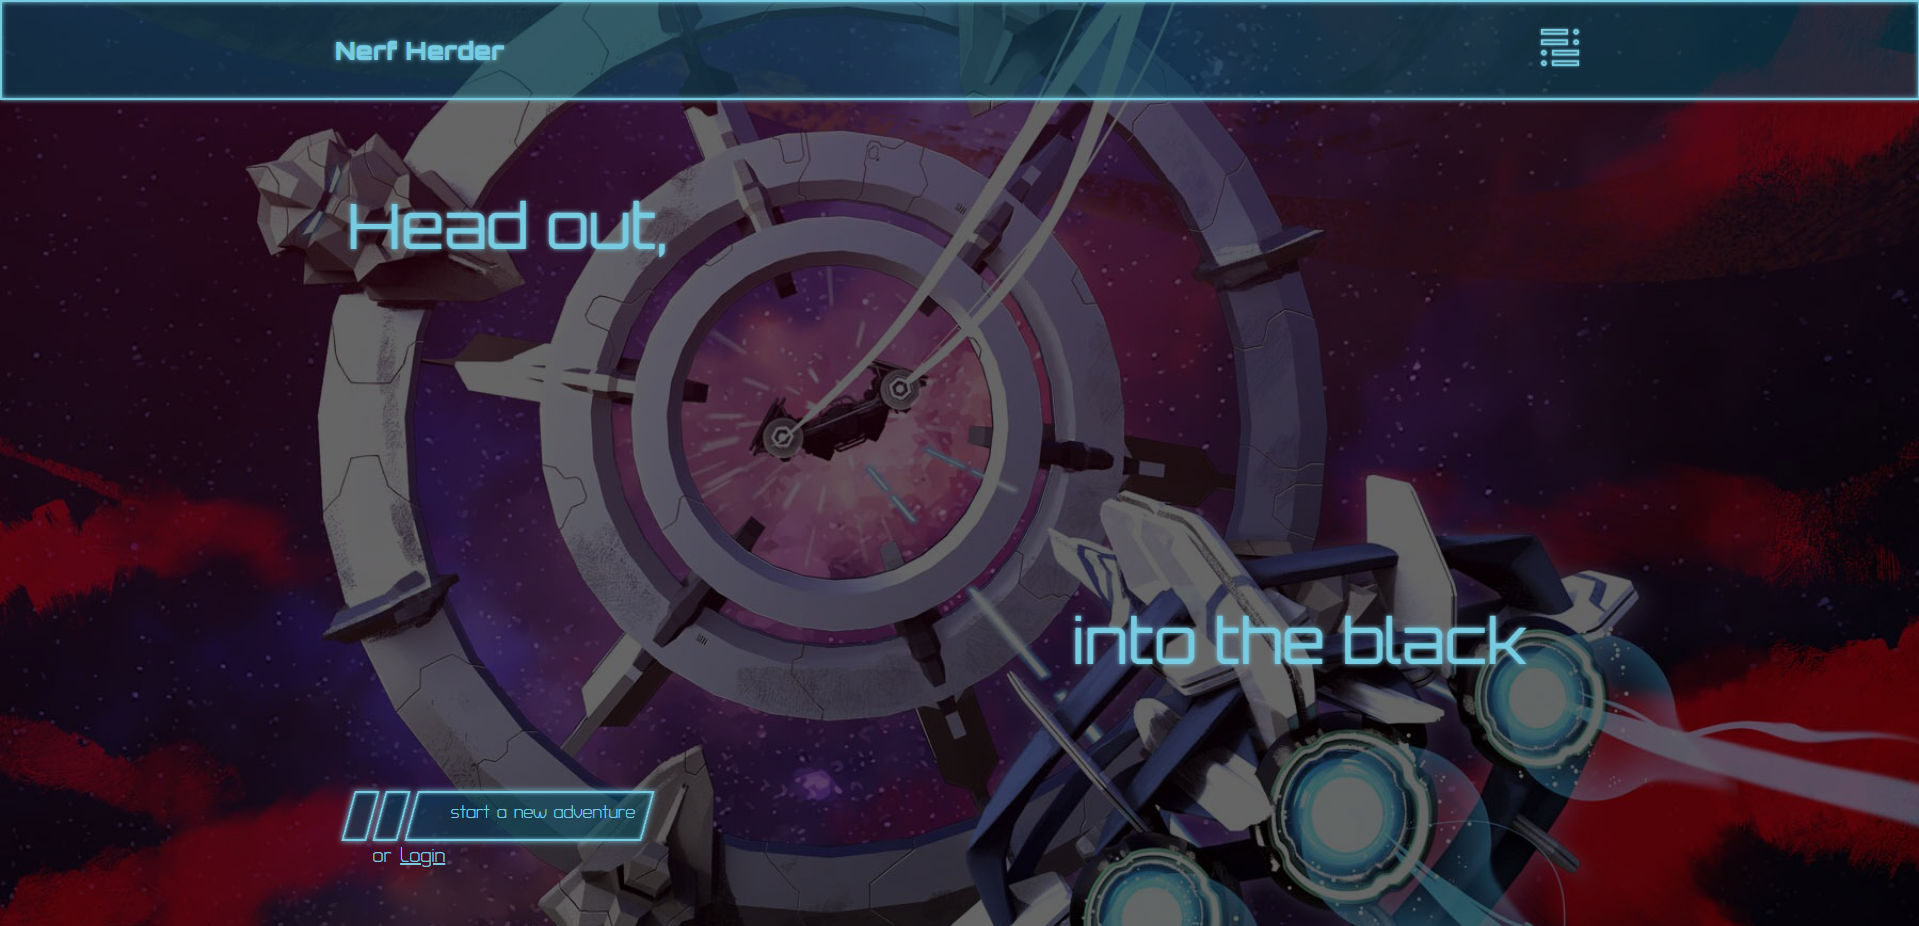 Nerf Herder
Head out,
into the black
start a new adventure
or Login